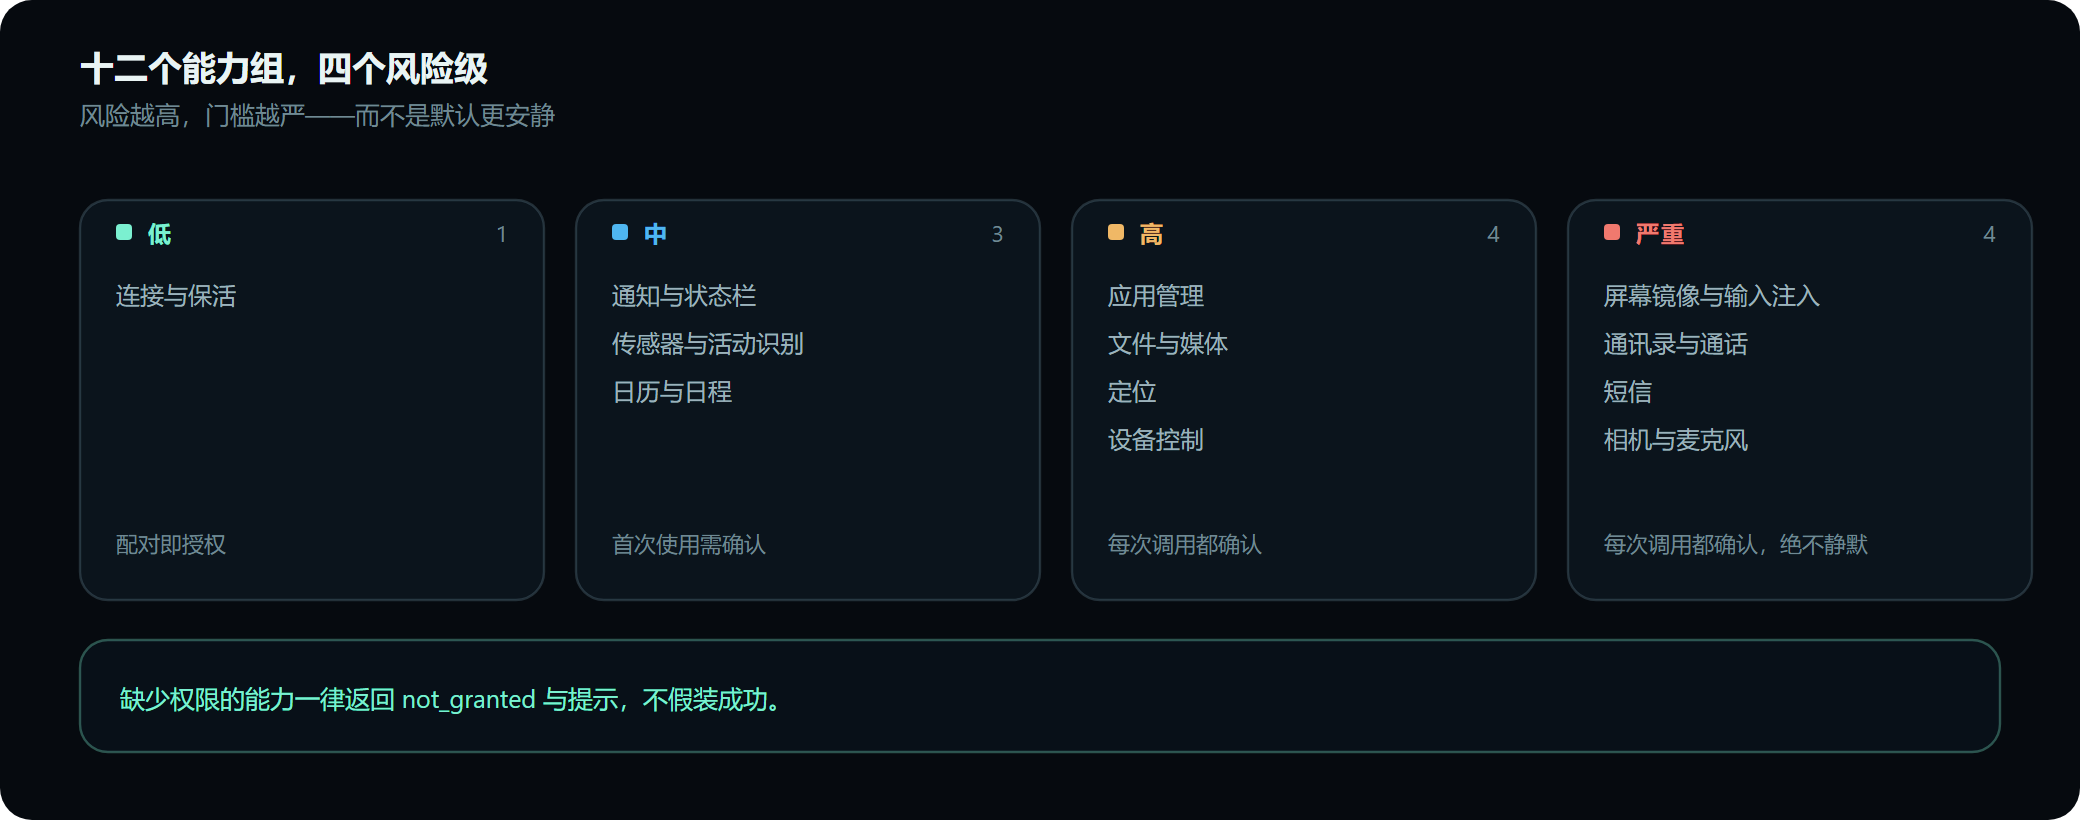 十二个能力组，四个风险级
风险越高，门槛越严——而不是默认更安静
低 1
连接与保活
配对即授权
中 3
通知与状态栏
传感器与活动识别
日历与日程
首次使用需确认
高 4
应用管理
文件与媒体
定位
设备控制
每次调用都确认
严重 4
屏幕镜像与输入注入
通讯录与通话
短信
相机与麦克风
每次调用都确认，绝不静默
缺少权限的能力一律返回 not_granted 与提示，不假装成功。